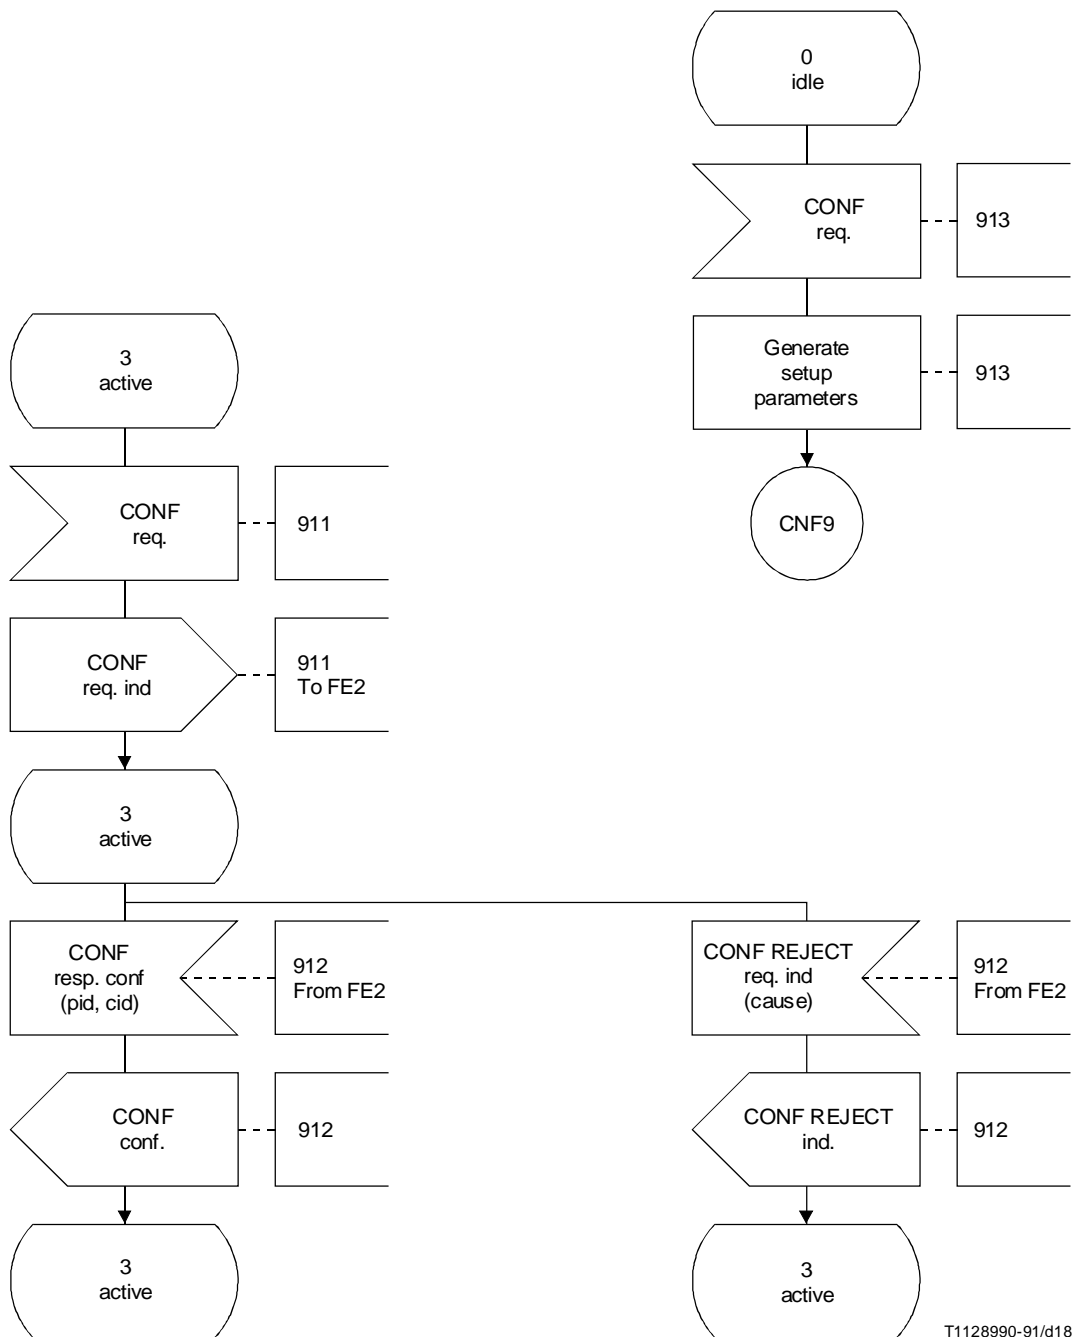 0
idle
CONF
req.
913
Generate
setup
parameters
913
CNF9
3
active
CONF
req.
911
CONF
req. ind
911
To FE2
3
active
CONF
resp. conf
(pid, cid)
912
From FE2
CONF REJECT
req. ind
(cause)
912
From FE2
CONF
conf.
912
CONF REJECT
ind.
912
3
active
3
active
T1128990-91/d18